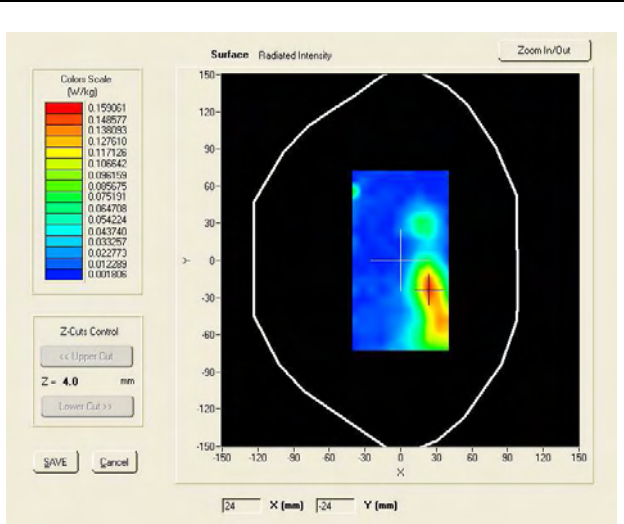 Surface Radiated Intensity
Zoom In/Out
Colors Scale
(W/kg)
0.159061
0.148577
0.138093
0.127610
0.117126
0.106642
0.096159
0.085675
0.075191
0.064708
0.054224
0.043740
0.033257
0.022773
0.012289
0.001806
Z-Cuts Control
<< Upper Cut
Z = 4.0 mm
Lower Cut >>
SAVE Cancel
150-
120-
90-
60-
30-
Y 0-
-30-
-60-
-90-
-120-
-150-
-150 -120 -90 -60 -30 0 30 60 90 120 150
X
24 X (mm) -24 Y (mm)